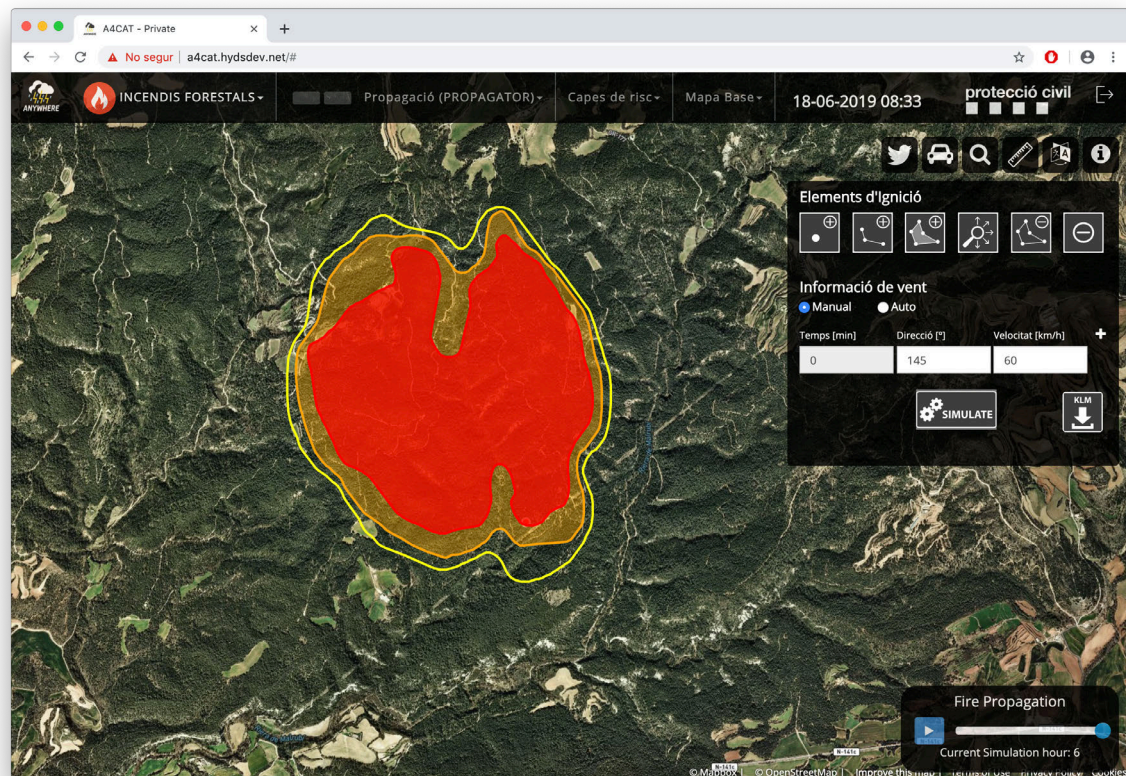 A4CAT - Private
No segur
a4cat.hydsdev.net/#
ANYWHERE
INCENDIS FORESTALS
Propagació (PROPAGATOR)
Capes de risc
Mapa Base
18-06-2019 08:33
protecció civil
Elements d'Ignició
Informació de vent
Manual
Auto
Temps [min]
Direcció [º]
Velocitat [km/h]
0
145
60
SIMULATE
KLM
Fire Propagation
Current Simulation hour: 6
N-141c
N-141c
© Mapbox | © OpenStreetMap | Improve this map | Terms of Use Privacy Policy Cookies